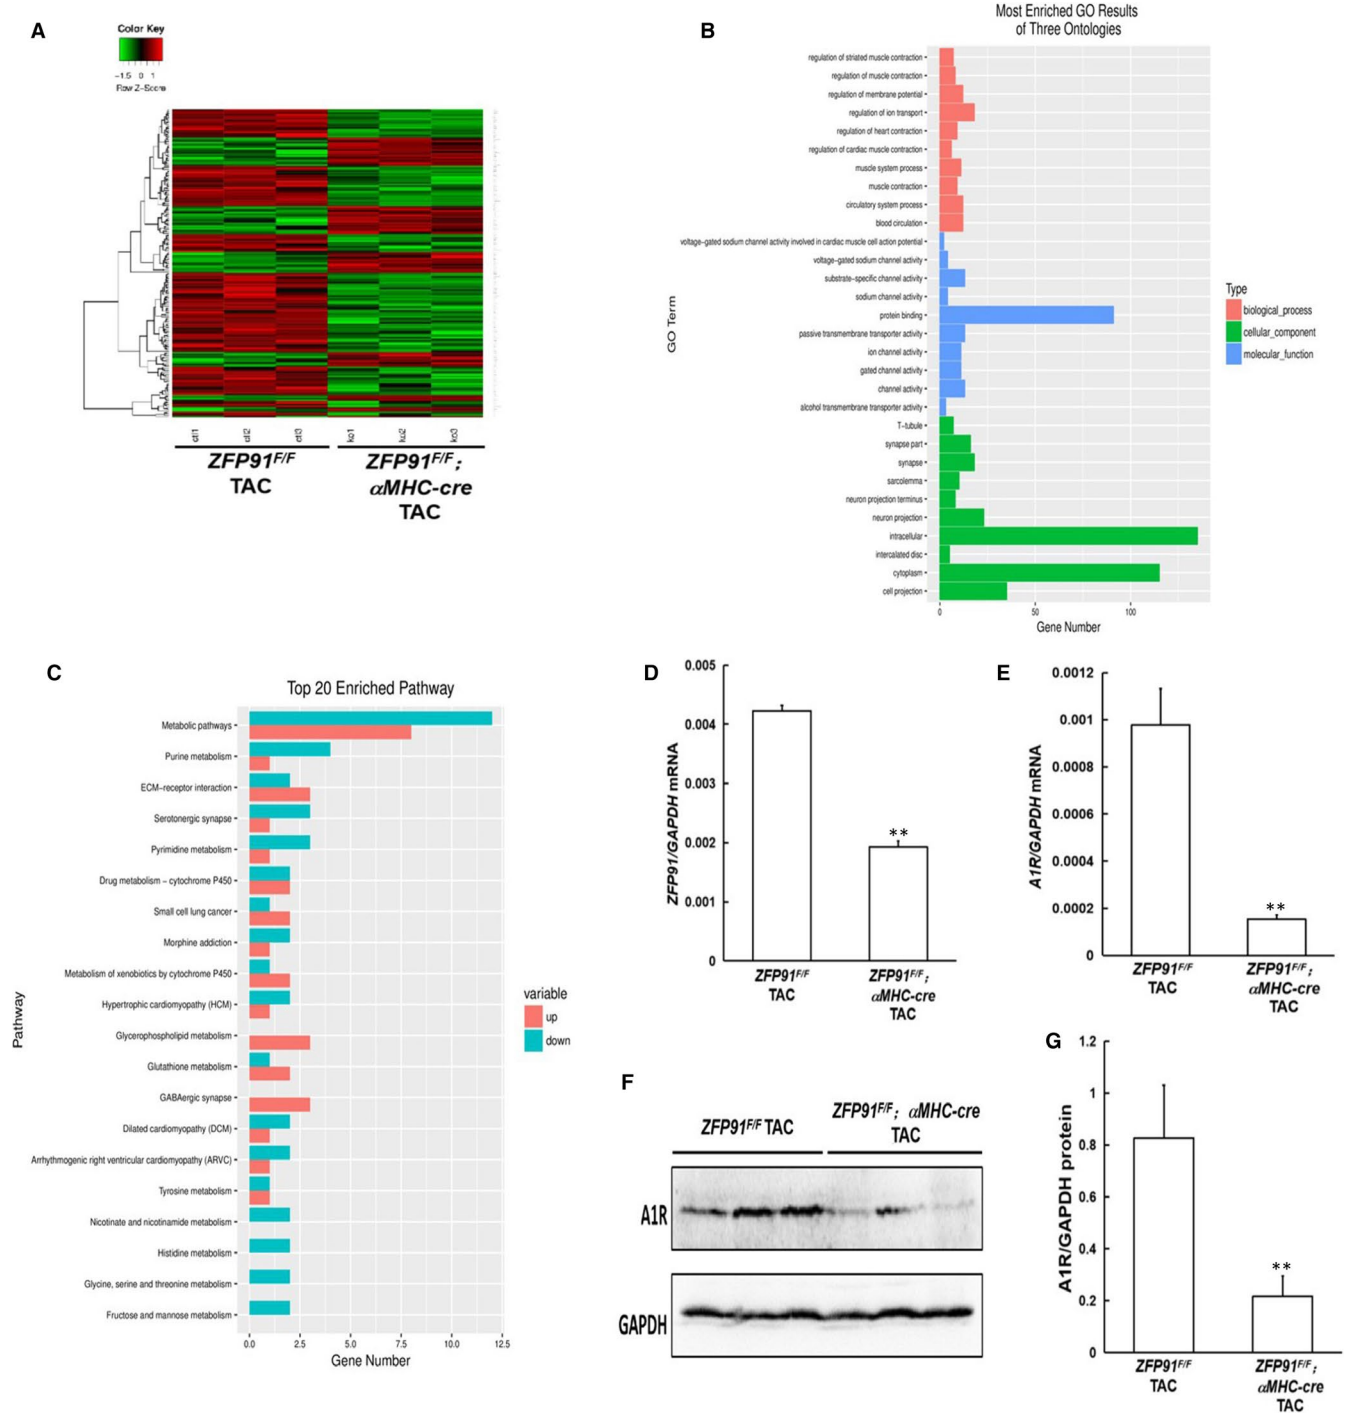 A
Color Key
-1.5 0 1
Row Z-Score
ctl1
ctl2
ctl3
ko1
ko2
ko3
ZFP91F/F
TAC
ZFP91F/F;
αMHC-cre
TAC
B
Most Enriched GO Results
of Three Ontologies
GO Term
regulation of striated muscle contraction
regulation of muscle contraction
regulation of membrane potential
regulation of ion transport
regulation of heart contraction
regulation of cardiac muscle contraction
muscle system process
muscle contraction
circulatory system process
blood circulation
voltage-gated sodium channel activity involved in cardiac muscle cell action potential
voltage-gated sodium channel activity
substrate-specific channel activity
sodium channel activity
protein binding
passive transmembrane transporter activity
ion channel activity
gated channel activity
channel activity
alcohol transmembrane transporter activity
T-tubule
synapse part
synapse
sarcolemma
neuron projection terminus
neuron projection
intracellular
intercalated disc
cytoplasm
cell projection
0 50 100
Gene Number
Type
biological_process
cellular_component
molecular_function
C
Top 20 Enriched Pathway
Pathway
Metabolic pathways
Purine metabolism
ECM-receptor interaction
Serotonergic synapse
Pyrimidine metabolism
Drug metabolism - cytochrome P450
Small cell lung cancer
Morphine addiction
Metabolism of xenobiotics by cytochrome P450
Hypertrophic cardiomyopathy (HCM)
Glycerophospholipid metabolism
Glutathione metabolism
GABAergic synapse
Dilated cardiomyopathy (DCM)
Arrhythmogenic right ventricular cardiomyopathy (ARVC)
Tyrosine metabolism
Nicotinate and nicotinamide metabolism
Histidine metabolism
Glycine, serine and threonine metabolism
Fructose and mannose metabolism
0.0 2.5 5.0 7.5 10.0 12.5
Gene Number
variable
up
down
D
ZFP91/GAPDH mRNA
0.005
0.004
0.003
0.002
0.001
0
**
ZFP91F/F
TAC
ZFP91F/F;
αMHC-cre
TAC
E
A1R/GAPDH mRNA
0.0012
0.001
0.0008
0.0006
0.0004
0.0002
0
**
ZFP91F/F
TAC
ZFP91F/F;
αMHC-cre
TAC
F
ZFP91F/F TAC
ZFP91F/F; αMHC-cre
TAC
A1R
GAPDH
G
A1R/GAPDH protein
1.2
1
0.8
0.6
0.4
0.2
0
**
ZFP91F/F
TAC
ZFP91F/F;
αMHC-cre
TAC